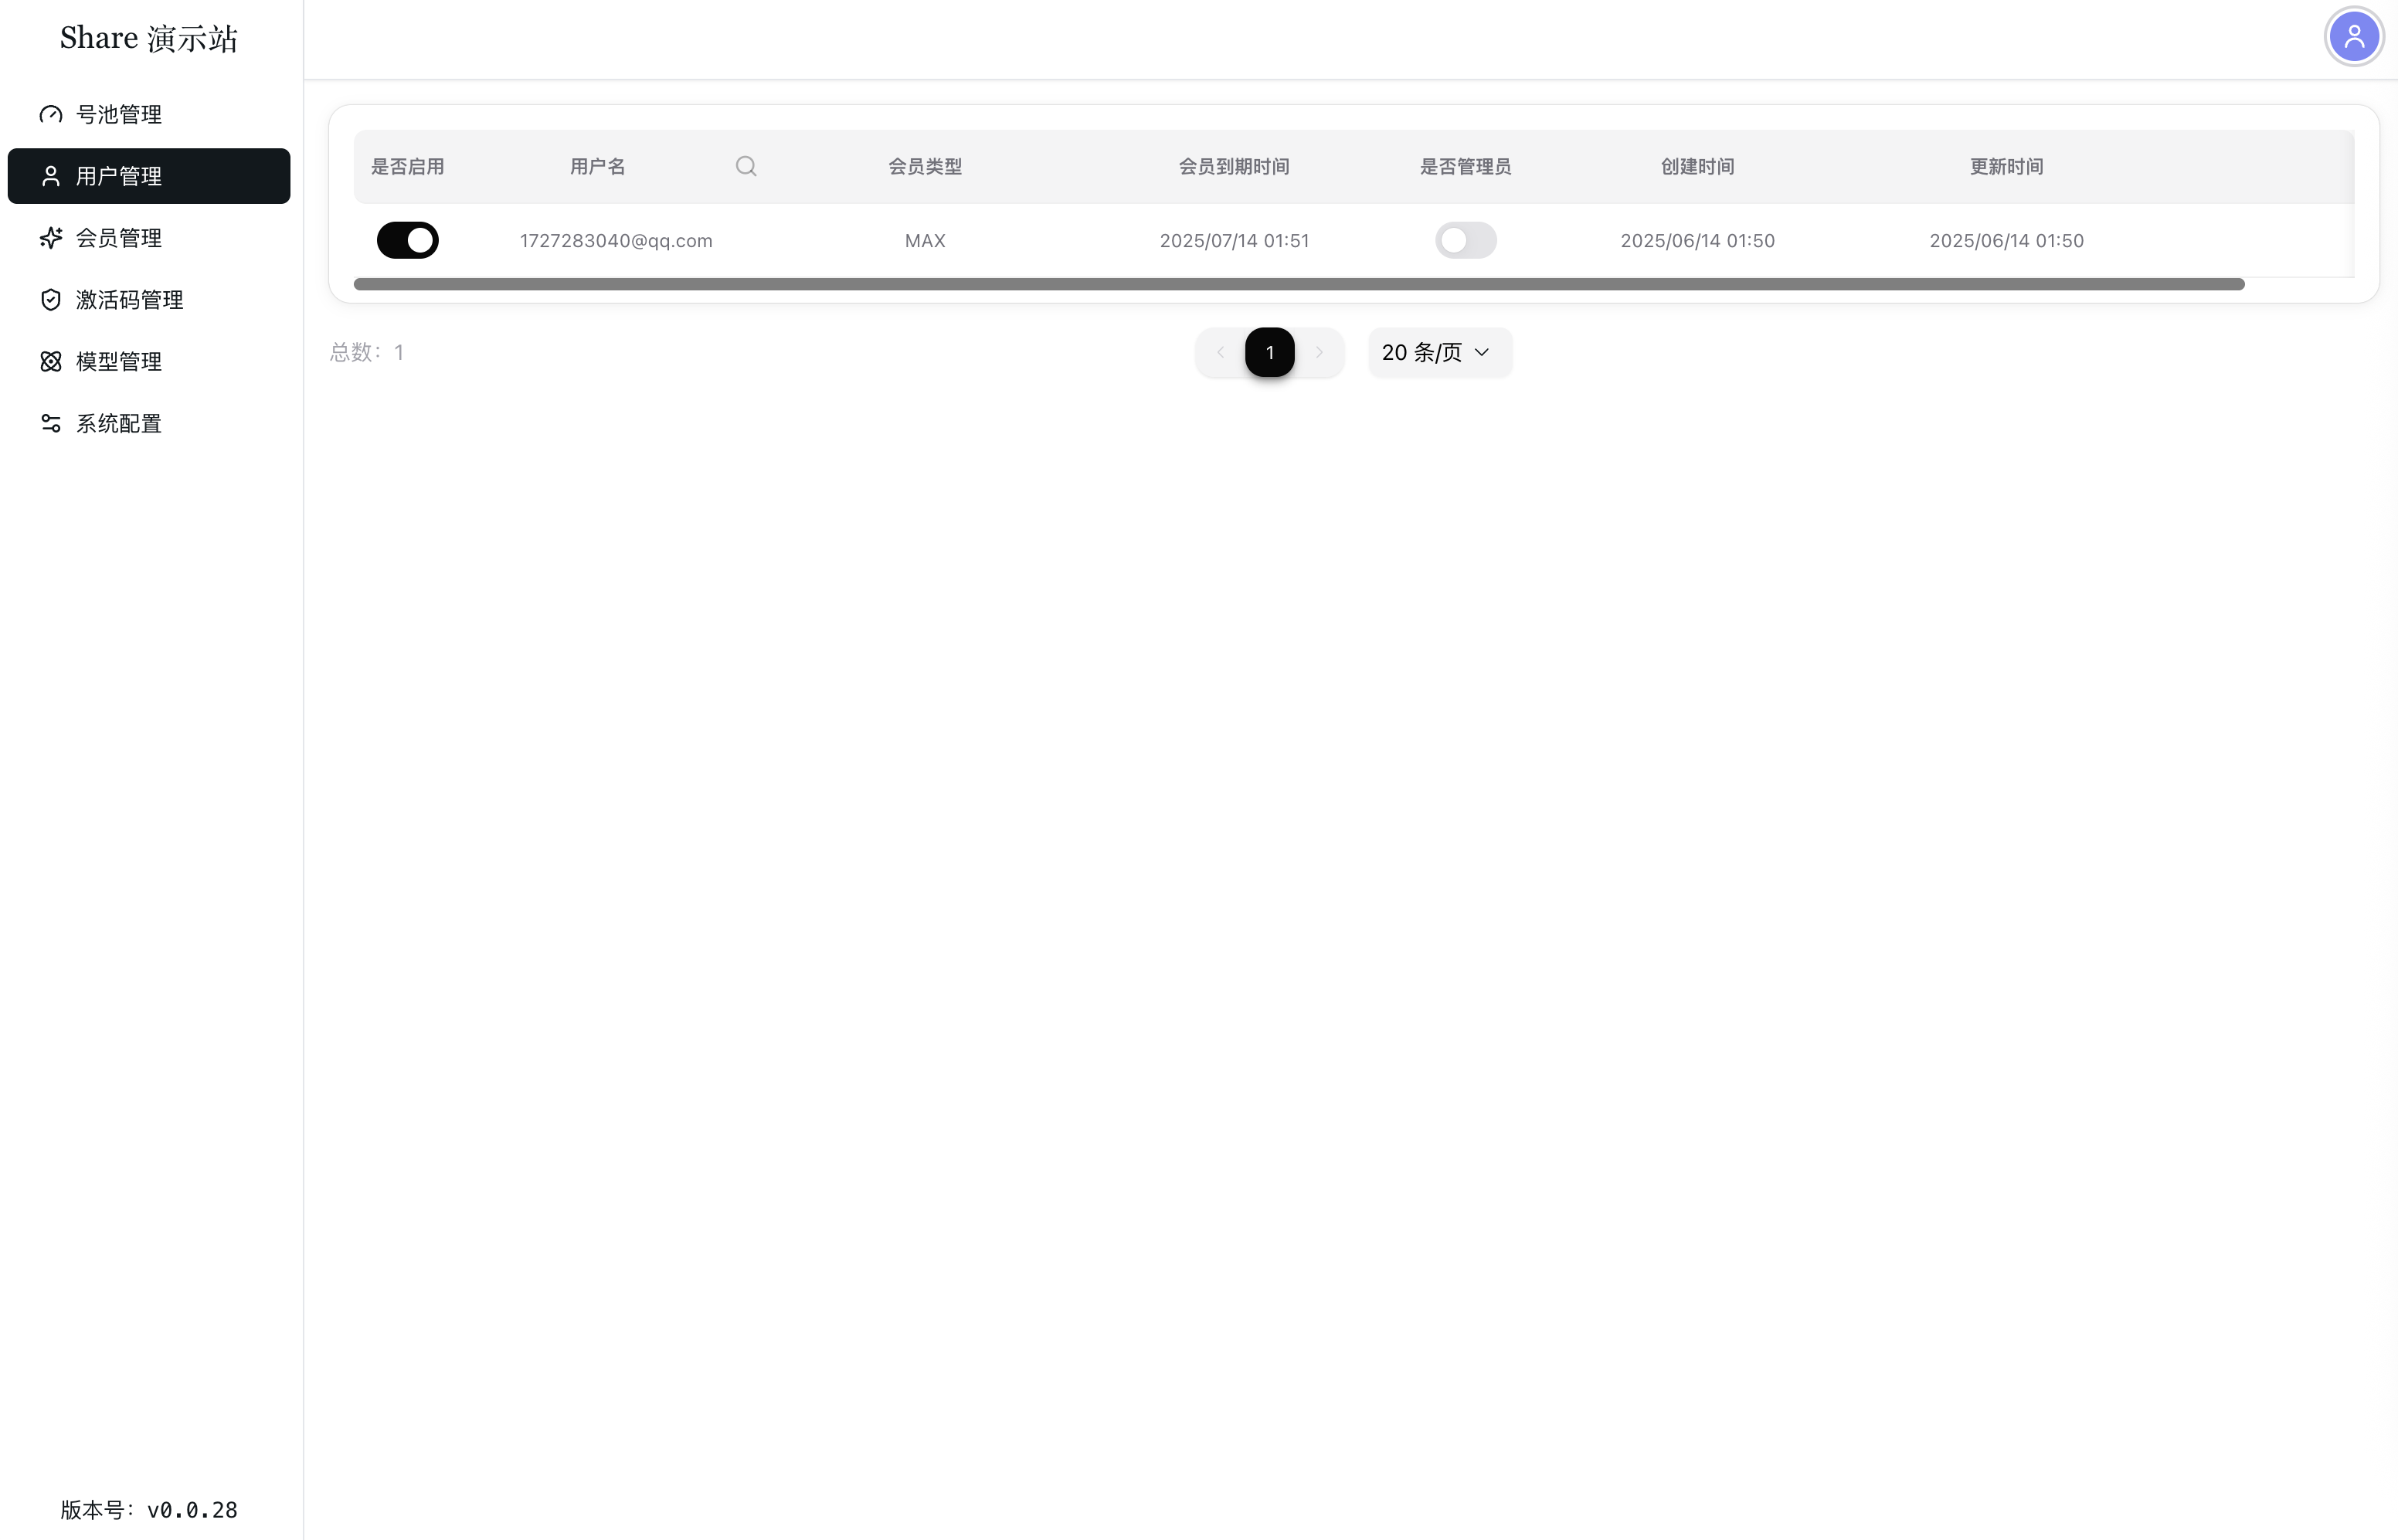 Share 演示站
号池管理
用户管理
会员管理
激活码管理
模型管理
系统配置
版本号：v0.0.28
是否启用 用户名 会员类型 会员到期时间 是否管理员 创建时间 更新时间
1727283040@qq.com MAX 2025/07/14 01:51 2025/06/14 01:50 2025/06/14 01:50
总数：1 1 20 条/页